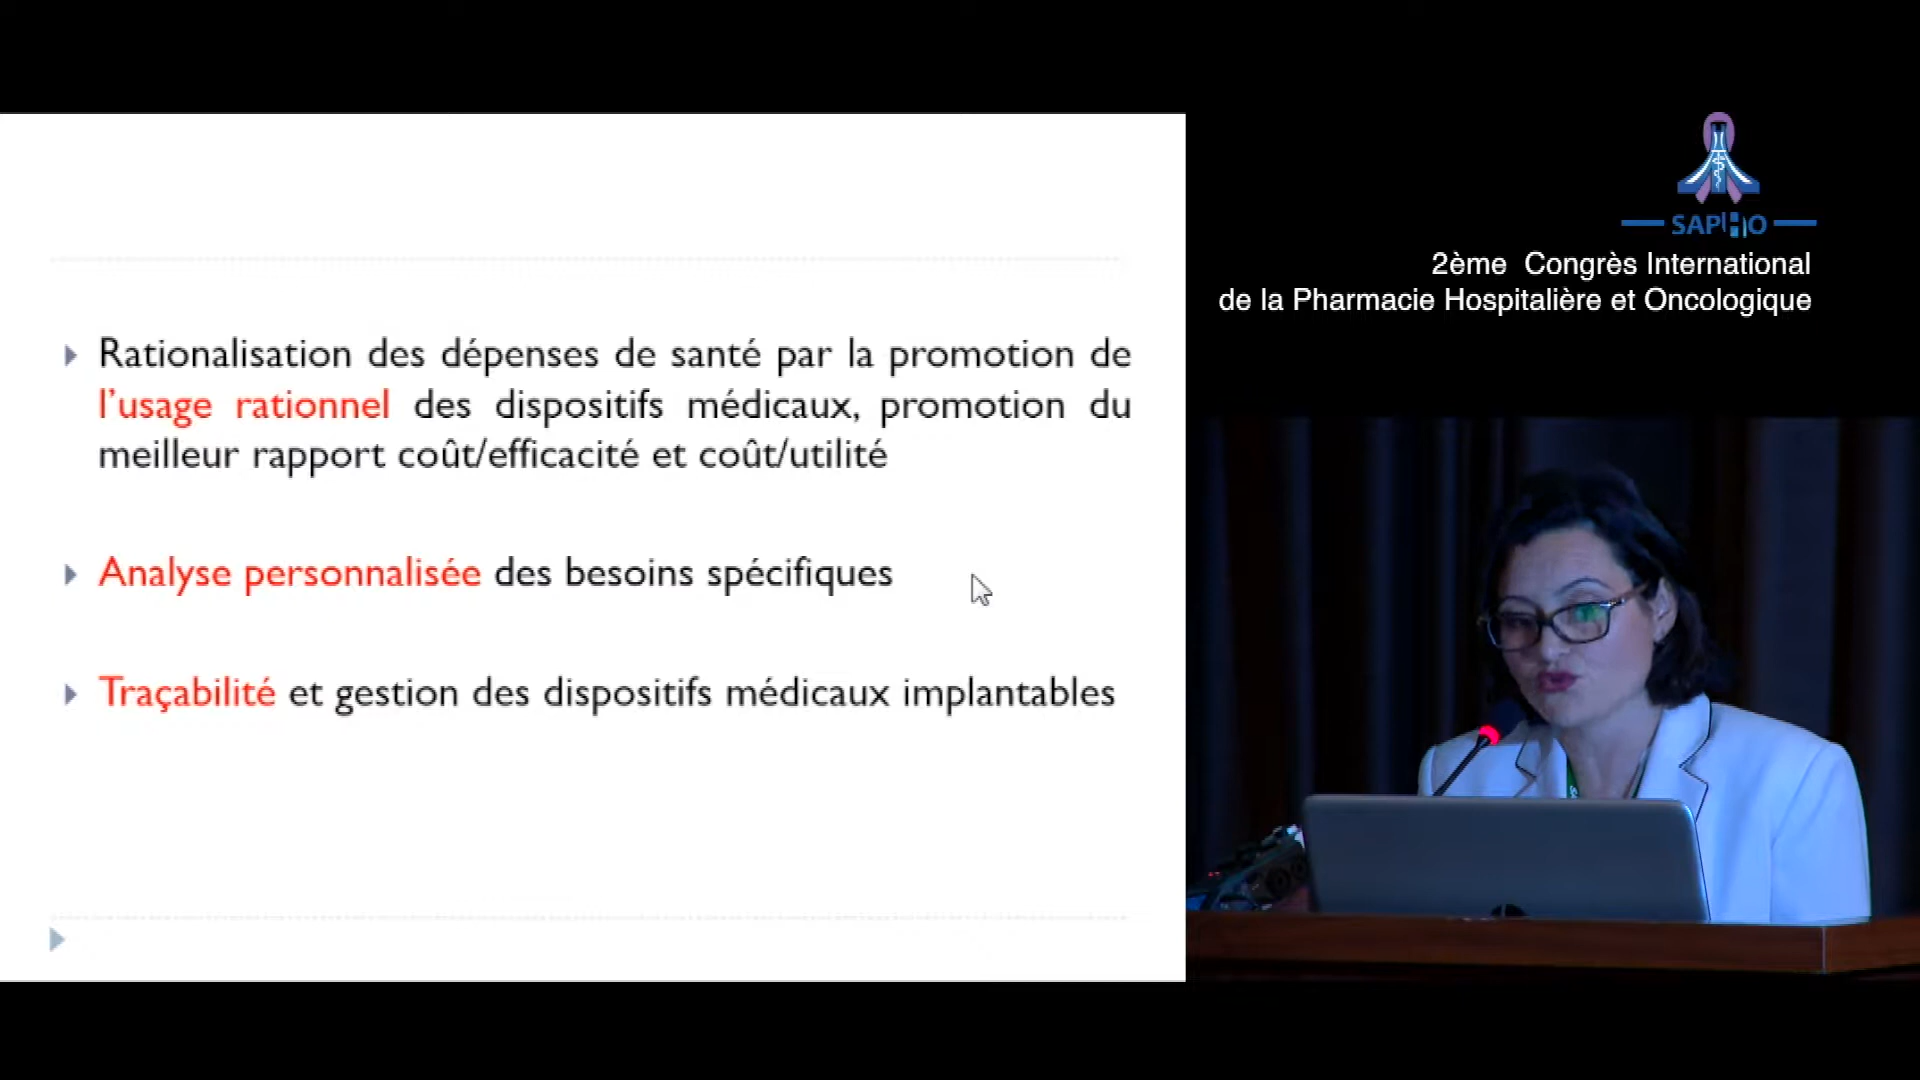 Rationalisation des dépenses de santé par la promotion de
l'usage rationnel des dispositifs médicaux, promotion du
meilleur rapport coût/efficacité et coût/utilité
Analyse personnalisée des besoins spécifiques
Traçabilité et gestion des dispositifs médicaux implantables
SAPHO
2ème Congrès International
de la Pharmacie Hospitalière et Oncologique